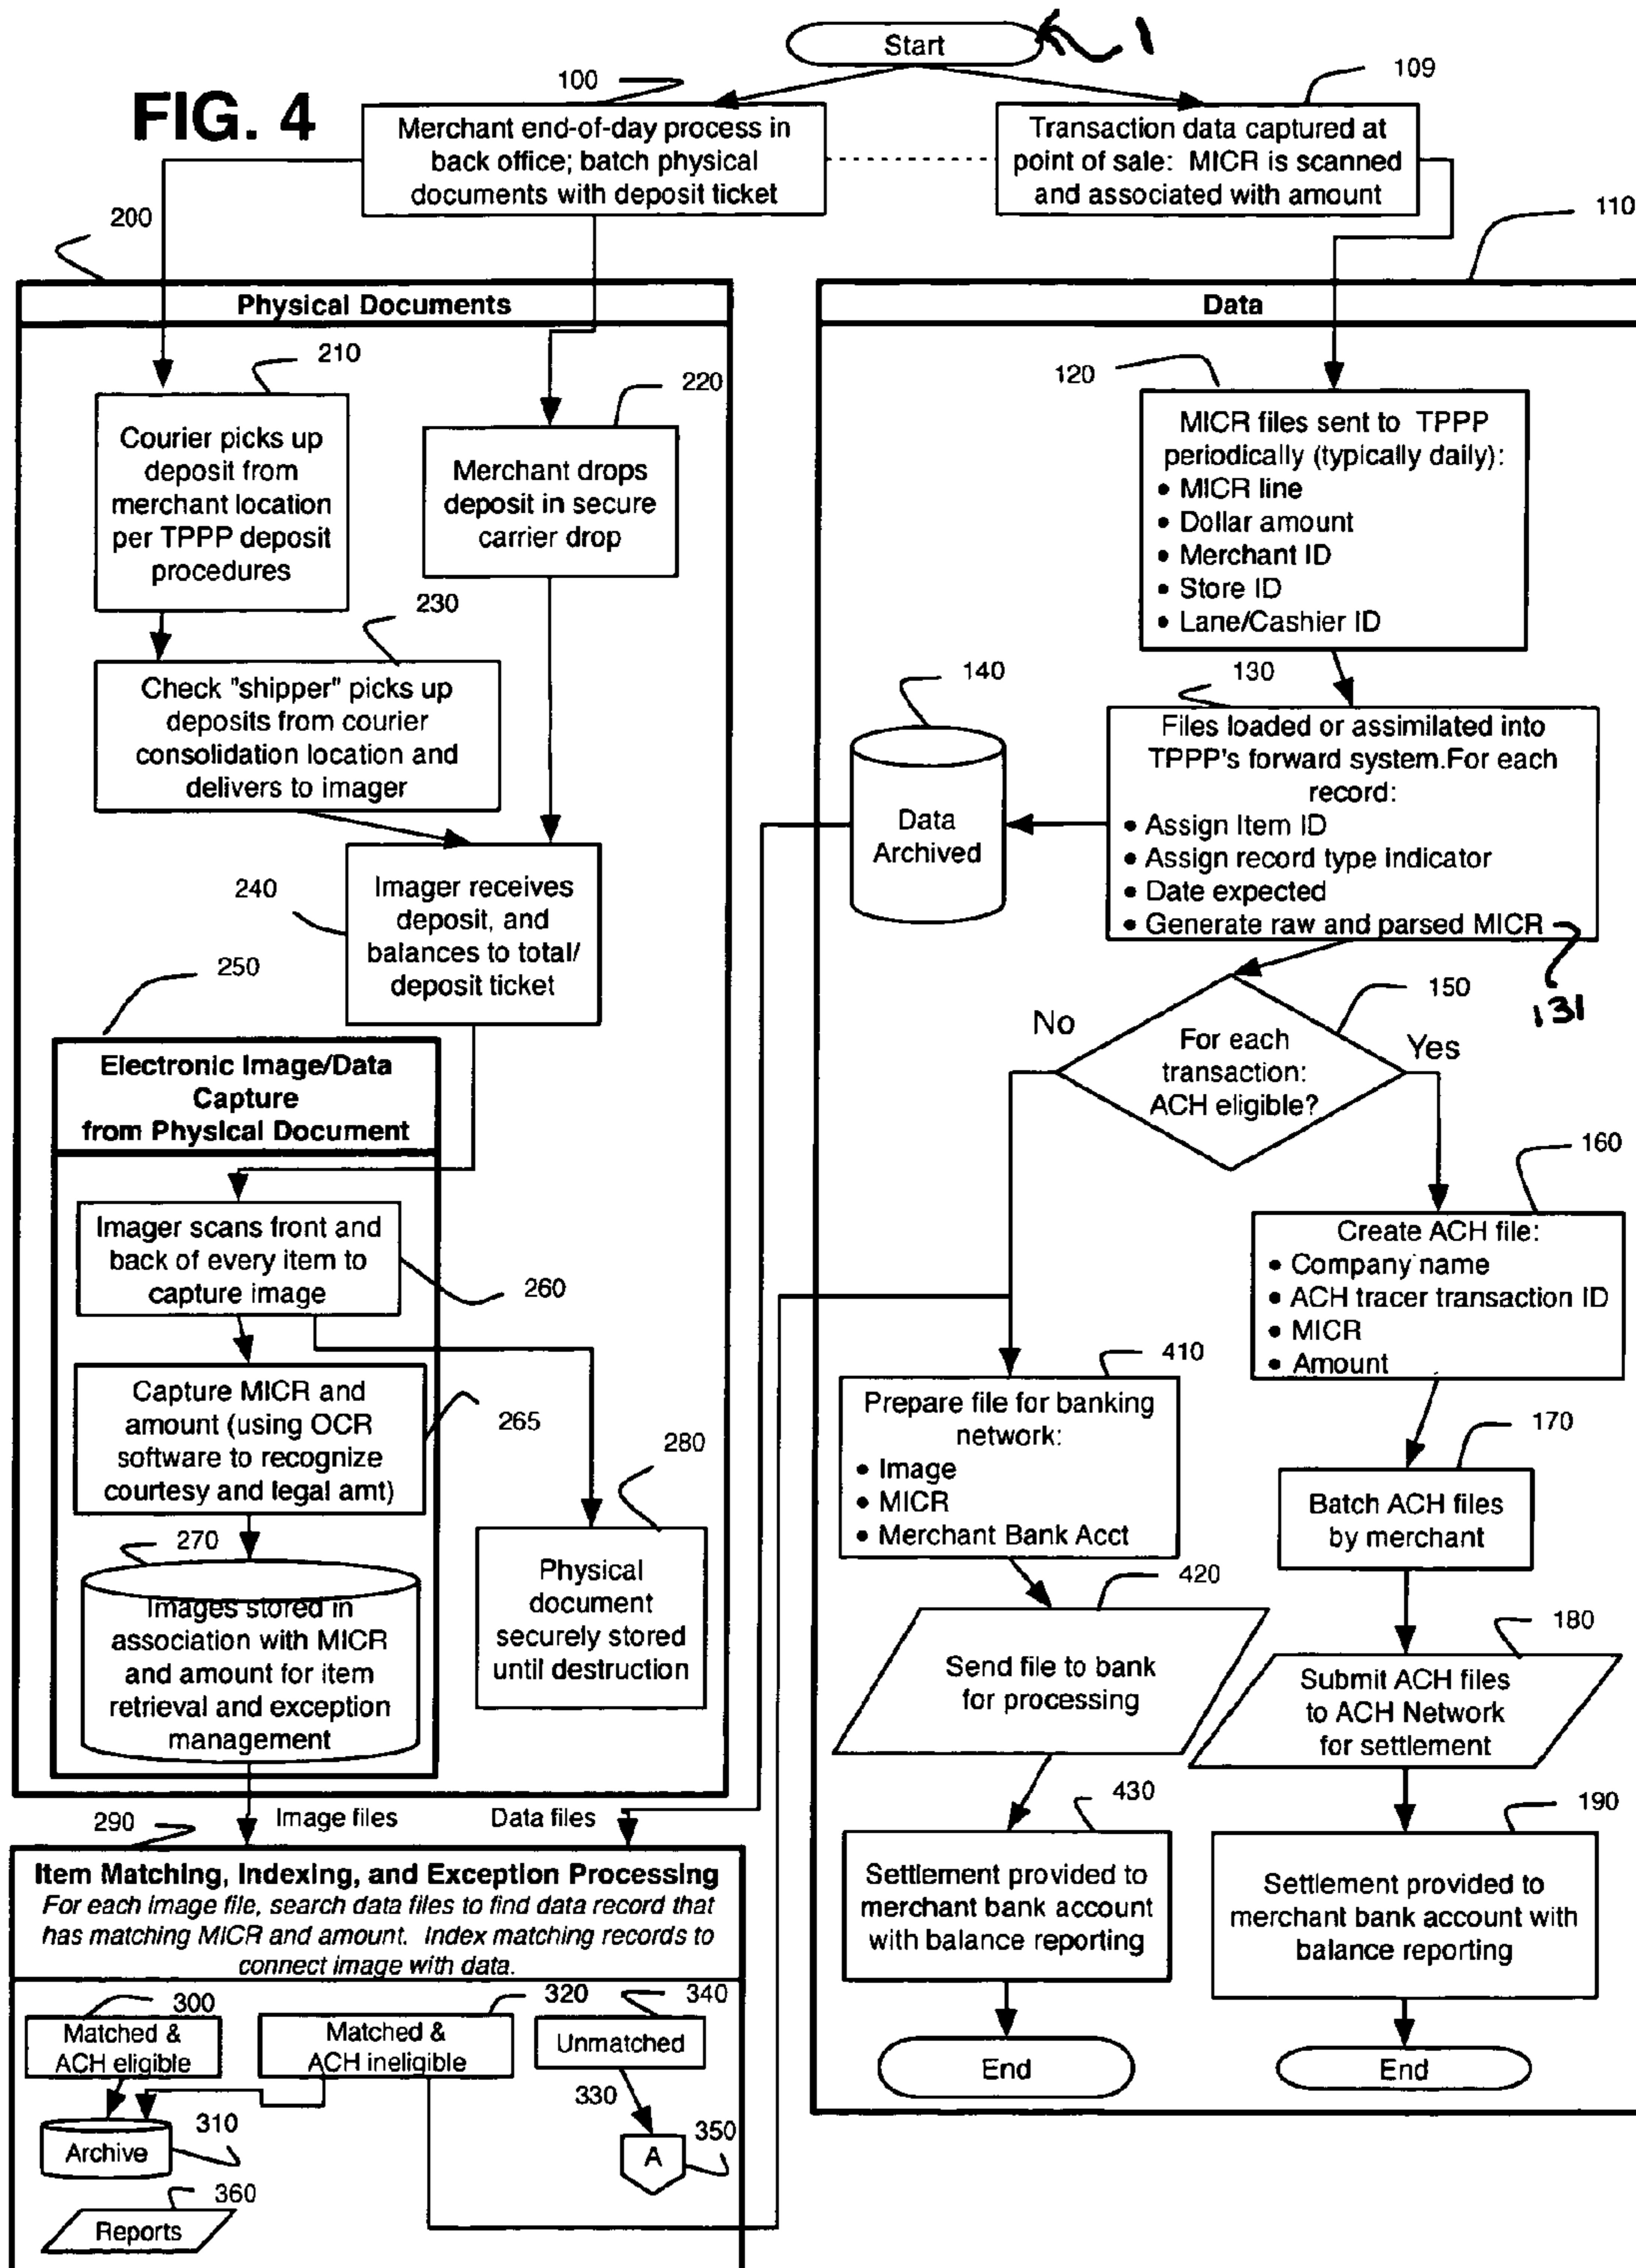 FIG. 4
Start
1
100
Merchant end-of-day process in
back office; batch physical
documents with deposit ticket
109
Transaction data captured at
point of sale: MICR is scanned
and associated with amount
200
110
Physical Documents
210
Courier picks up
deposit from
merchant location
per TPPP deposit
procedures
220
Merchant drops
deposit in secure
carrier drop
230
Check "shipper" picks up
deposits from courier
consolidation location and
delivers to imager
240
Imager receives
deposit, and
balances to total/
deposit ticket
250
Electronic Image/Data
Capture
from Physical Document
Imager scans front and
back of every item to
capture image
260
Capture MICR and
amount (using OCR
software to recognize
courtesy and legal amt)
265
270
Images stored in
association with MICR
and amount for item
retrieval and exception
management
280
Physical
document
securely stored
until destruction
Data
120
MICR files sent to TPPP
periodically (typically daily):
• MICR line
• Dollar amount
• Merchant ID
• Store ID
• Lane/Cashier ID
130
Files loaded or assimilated into
TPPP's forward system.For each
record:
• Assign Item ID
• Assign record type indicator
• Date expected
• Generate raw and parsed MICR
131
140
Data
Archived
150
No
For each
transaction:
ACH eligible?
Yes
160
Create ACH file:
• Company name
• ACH tracer transaction ID
• MICR
• Amount
410
Prepare file for banking
network:
• Image
• MICR
• Merchant Bank Acct
170
Batch ACH files
by merchant
420
Send file to bank
for processing
180
Submit ACH files
to ACH Network
for settlement
430
Settlement provided to
merchant bank account
with balance reporting
190
Settlement provided to
merchant bank account with
balance reporting
End
End
290
Image files
Data files
Item Matching, Indexing, and Exception Processing
For each image file, search data files to find data record that
has matching MICR and amount. Index matching records to
connect image with data.
300
Matched &
ACH eligible
320
Matched &
ACH ineligible
340
Unmatched
330
310
Archive
350
A
360
Reports